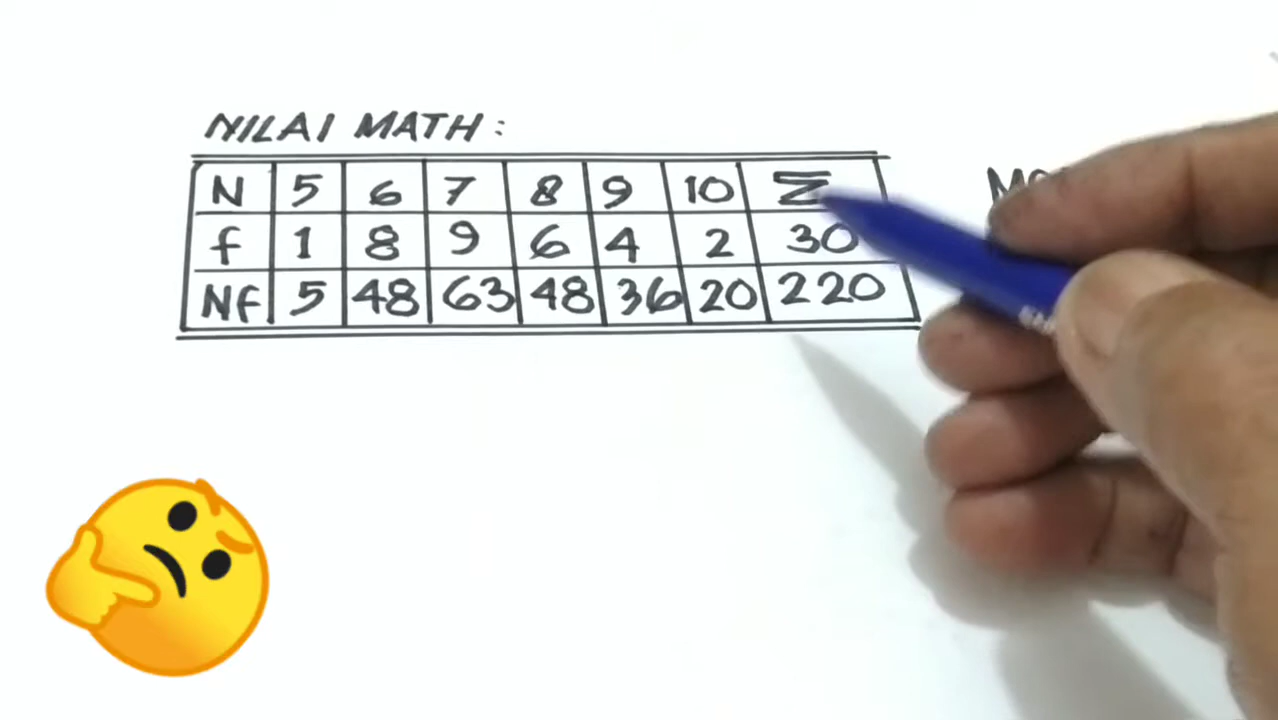 NILAI MATH:
N 5 6 7 8 9 10 Σ
f 1 8 9 6 4 2 30
Nf 5 48 63 48 36 20 220